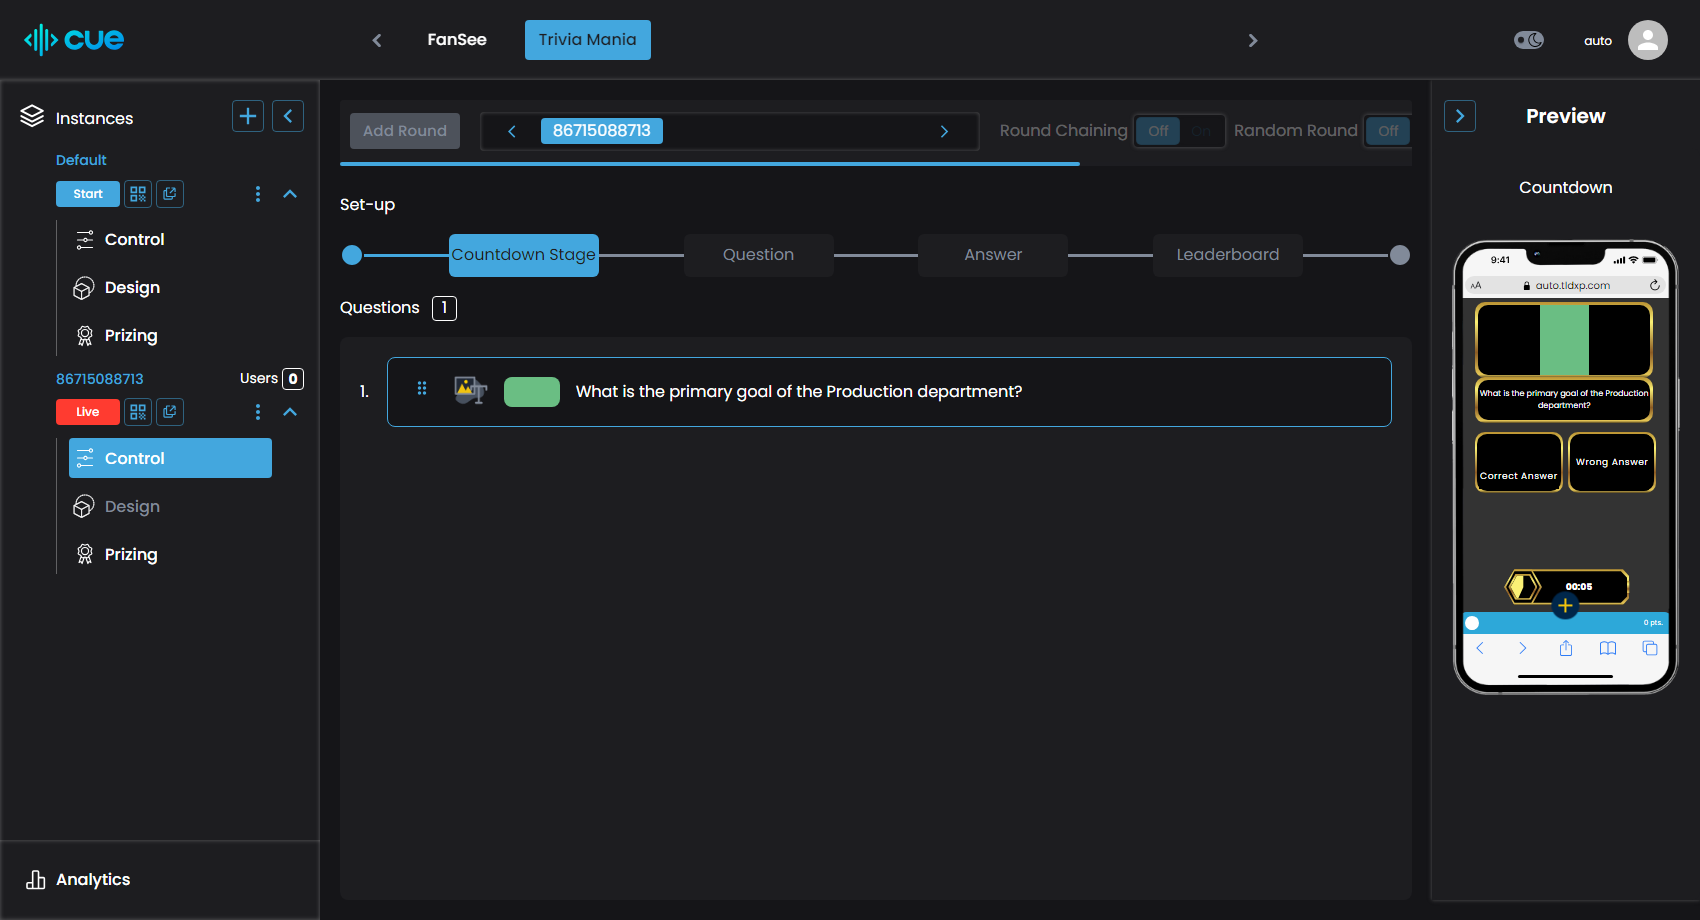 cue
FanSee
Trivia Mania
auto
Instances
Default
Start
Control
Design
Prizing
86715088713
Users 0
Live
Control
Design
Prizing
Analytics
Add Round
86715088713
Round Chaining
Off
On
Random Round
Off
Set-up
Countdown Stage
Question
Answer
Leaderboard
Questions 1
1.
What is the primary goal of the Production department?
Preview
Countdown
9:41
AA
auto.tldxp.com
What is the primary goal of the Production
department?
Correct Answer
Wrong Answer
00:05
0 pts.